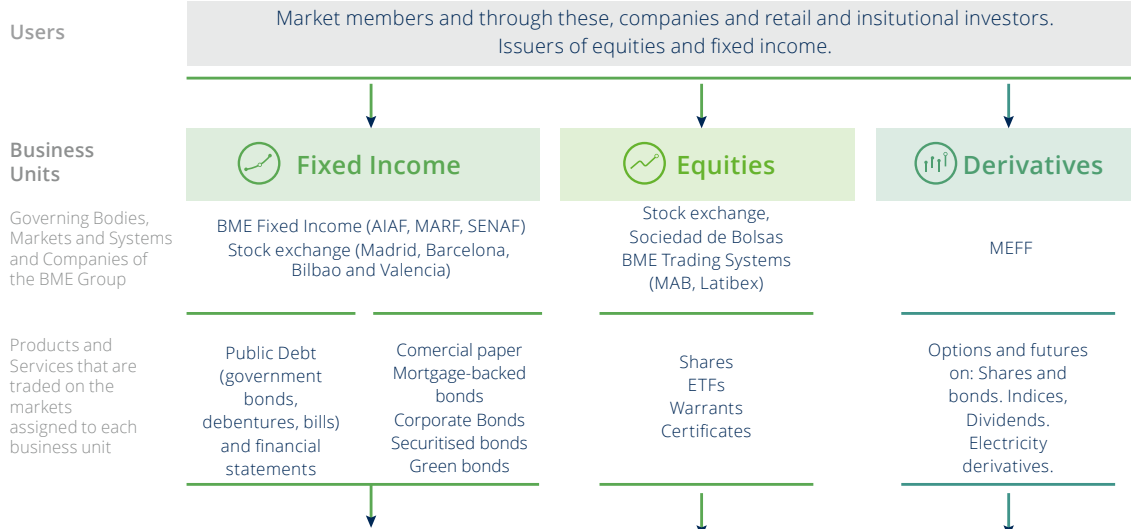 Users
Market members and through these, companies and retail and insitutional investors.
Issuers of equities and fixed income.
Business
Units
Fixed Income
Equities
Derivatives
Governing Bodies,
Markets and Systems
and Companies of
the BME Group
BME Fixed Income (AIAF, MARF, SENAF)
Stock exchange (Madrid, Barcelona,
Bilbao and Valencia)
Stock exchange,
Sociedad de Bolsas
BME Trading Systems
(MAB, Latibex)
MEFF
Products and
Services that are
traded on the
markets
assigned to each
business unit
Public Debt
(government
bonds,
debentures, bills)
and financial
statements
Comercial paper
Mortgage-backed
bonds
Corporate Bonds
Securitised bonds
Green bonds
Shares
ETFs
Warrants
Certificates
Options and futures
on: Shares and
bonds. Indices,
Dividends.
Electricity
derivatives.